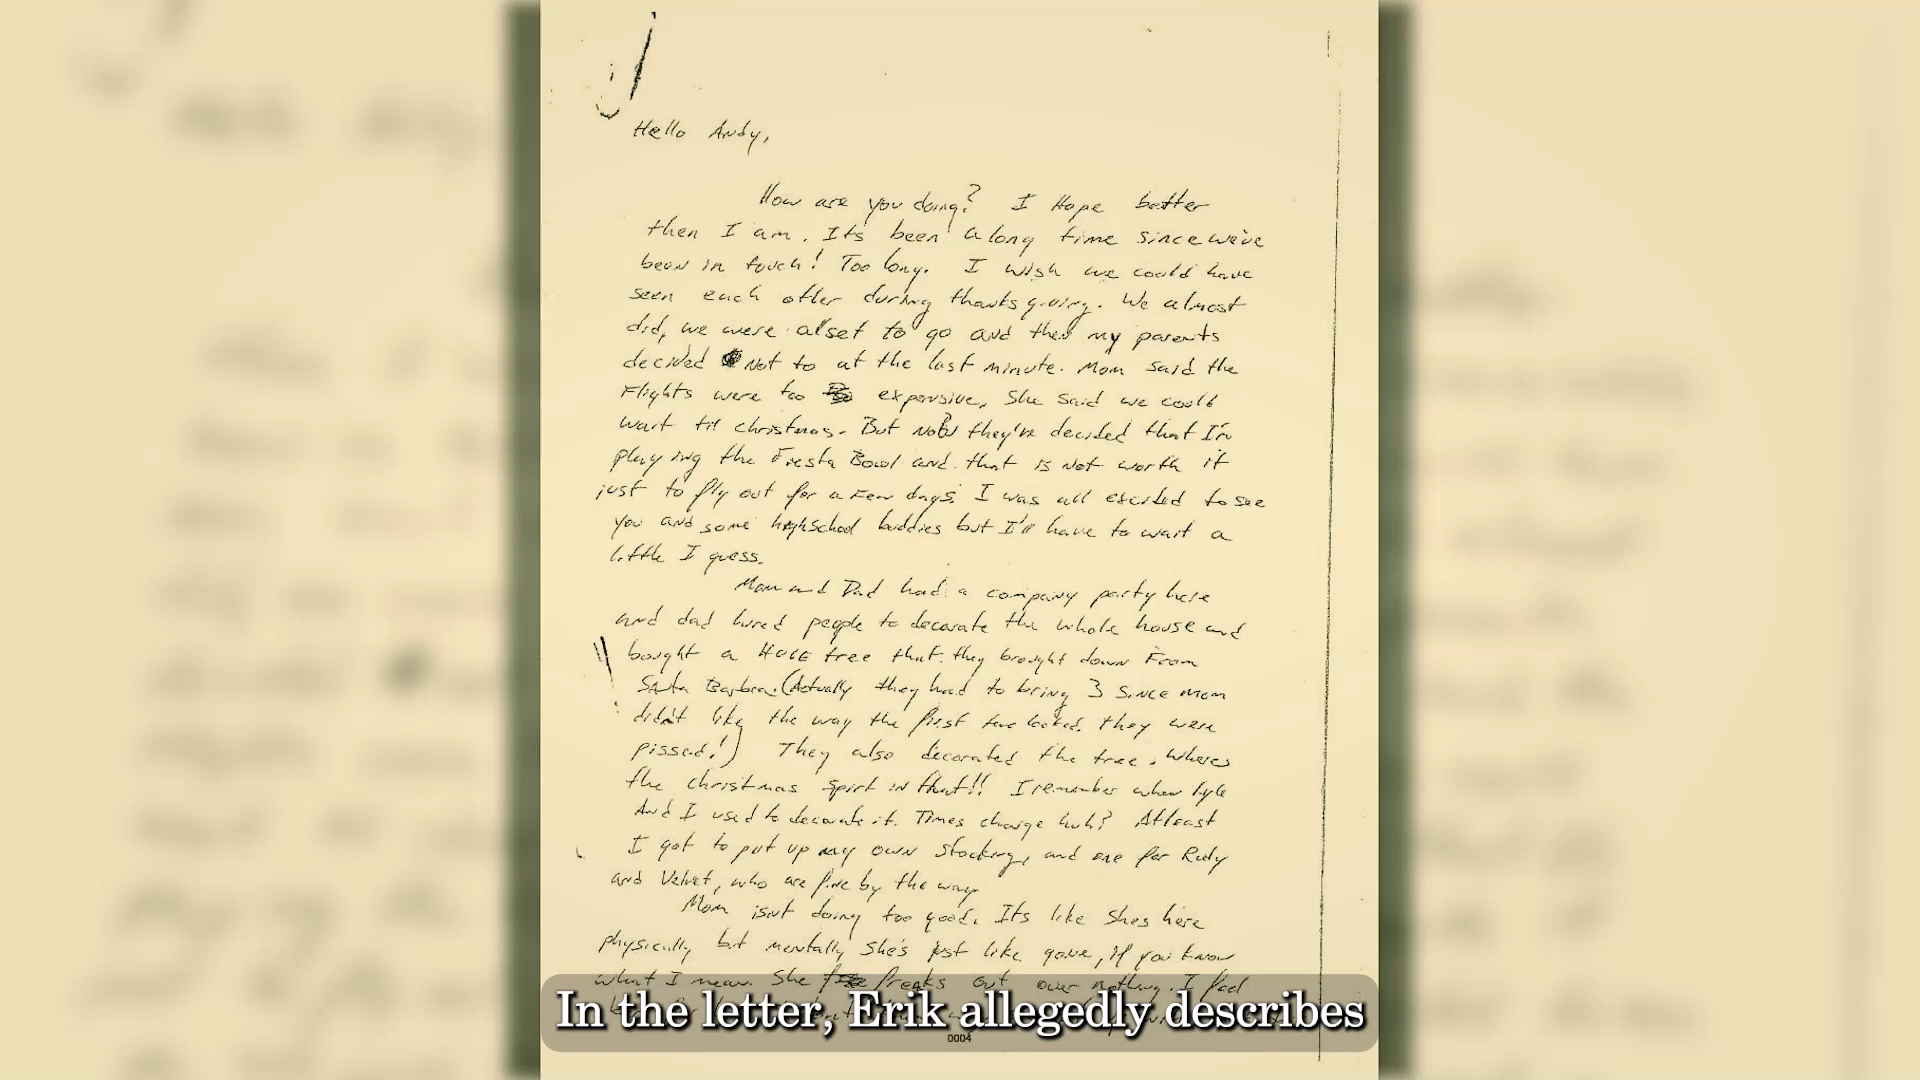 Hello Andy,
How are you doing? I Hope better
then I am. Its been along time since we've
been in touch! Too long. I wish we could have
seen each other during thanksgiving. We almost
did, we were alset to go and then my parents
decided Not to at the last minute. Mom said the
Flights were too expensive, She said we could
wait til christmas. But now they've decided that I'm
playing the Fiesta Bowl and that is not worth it
just to fly out for a Few days. I was all excited to see
you and some highschool buddies but I'll have to wait a
little I guess.
Mom and Dad had a company party here
and dad hired people to decorate the whole house and
bought a HUGE tree that they brought down From
Santa Barbra. (Actually they had to bring 3 since mom
didn't like the way the first two looked. they were
pissed!) They also decorated the tree. Wheres
the christmas spirt in that!! I remember when lyle
And I used to decorate it. Times change huh? Atleast
I got to put up my own stocking, and one for Rudy
and Velvet, who are fine by the way
Mom isnt doing too good. Its like Shes here
physically but mentally she's just like gone, if you know
what I mean. She freaks out over nothing. I feel
In the letter, Erik allegedly describes
0004